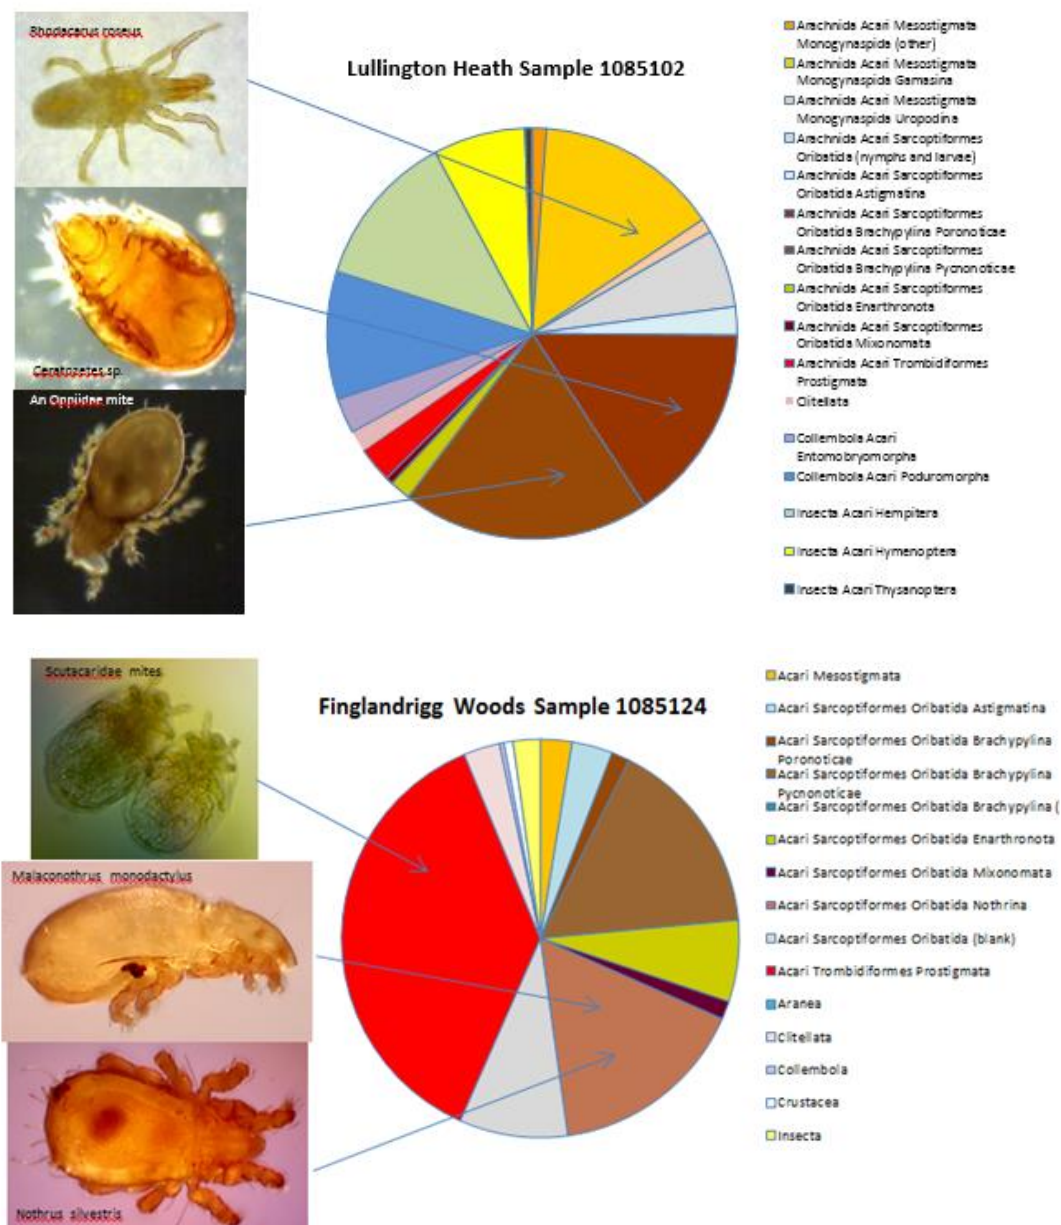 Rhodacarus roseus
Lullington Heath Sample 1085102
Ceratozetes sp.
An Oppiidae mite
Arachnida Acari Mesostigmata
Monogynaspida (other)
Arachnida Acari Mesostigmata
Monogynaspida Gamasina
Arachnida Acari Mesostigmata
Monogynaspida Uropodina
Arachnida Acari Sarcoptiformes
Oribatida (nymphs and larvae)
Arachnida Acari Sarcoptiformes
Oribatida Astigmatina
Arachnida Acari Sarcoptiformes
Oribatida Brachypylina Poronoticae
Arachnida Acari Sarcoptiformes
Oribatida Brachypylina Pycnonoticae
Arachnida Acari Sarcoptiformes
Oribatida Enarthronota
Arachnida Acari Sarcoptiformes
Oribatida Mixonomata
Arachnida Acari Trombidiformes
Prostigmata
Clitellata
Collembola Acari
Entomobryomorpha
Collembola Acari Poduromorpha
Insecta Acari Hempitera
Insecta Acari Hymenoptera
Insecta Acari Thysanoptera
Scutacaridae mites
Finglandrigg Woods Sample 1085124
Malaconothrus monodactylus
Nothrus silvestris
Acari Mesostigmata
Acari Sarcoptiformes Oribatida Astigmatina
Acari Sarcoptiformes Oribatida Brachypylina
Poronoticae
Acari Sarcoptiformes Oribatida Brachypylina
Pycnonoticae
Acari Sarcoptiformes Oribatida Brachypylina (
Acari Sarcoptiformes Oribatida Enarthronota
Acari Sarcoptiformes Oribatida Mixonomata
Acari Sarcoptiformes Oribatida Nothrina
Acari Sarcoptiformes Oribatida (blank)
Acari Trombidiformes Prostigmata
Aranea
Clitellata
Collembola
Crustacea
Insecta